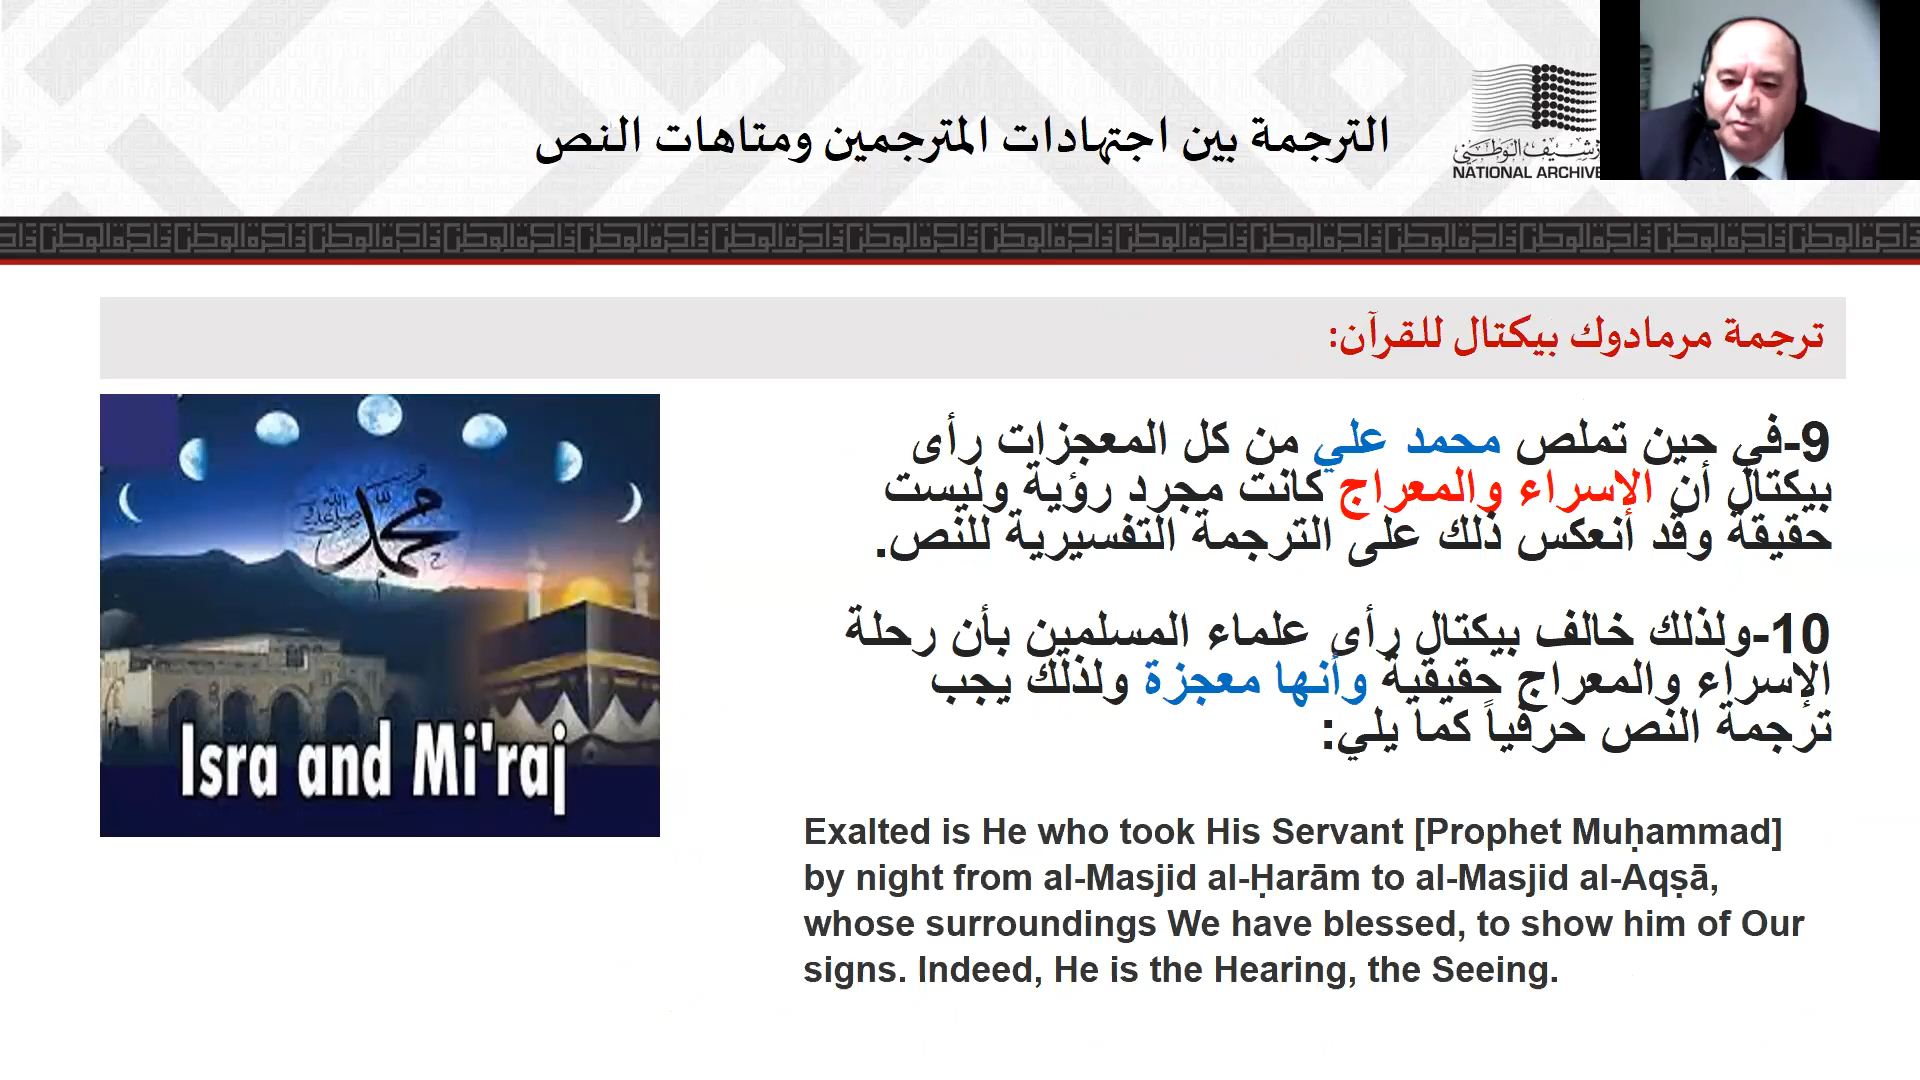 الترجمة بين اجتهادات المترجمين ومتاهات النص
NATIONAL ARCHIVE
ترجمة مرمادوك بيكتال للقرآن:
9-في حين تملص محمد علي من كل المعجزات رأى
بيكتال أن الإسراء والمعراج كانت مجرد رؤية وليست
حقيقة وقد أنعكس ذلك على الترجمة التفسيرية للنص.
10-ولذلك خالف بيكتال رأى علماء المسلمين بأن رحلة
الإسراء والمعراج حقيقية وأنها معجزة ولذلك يجب
ترجمة النص حرفياً كما يلي:
Exalted is He who took His Servant [Prophet Muḥammad]
by night from al-Masjid al-Ḥarām to al-Masjid al-Aqṣā,
whose surroundings We have blessed, to show him of Our
signs. Indeed, He is the Hearing, the Seeing.
محمد
Isra and Mi'raj